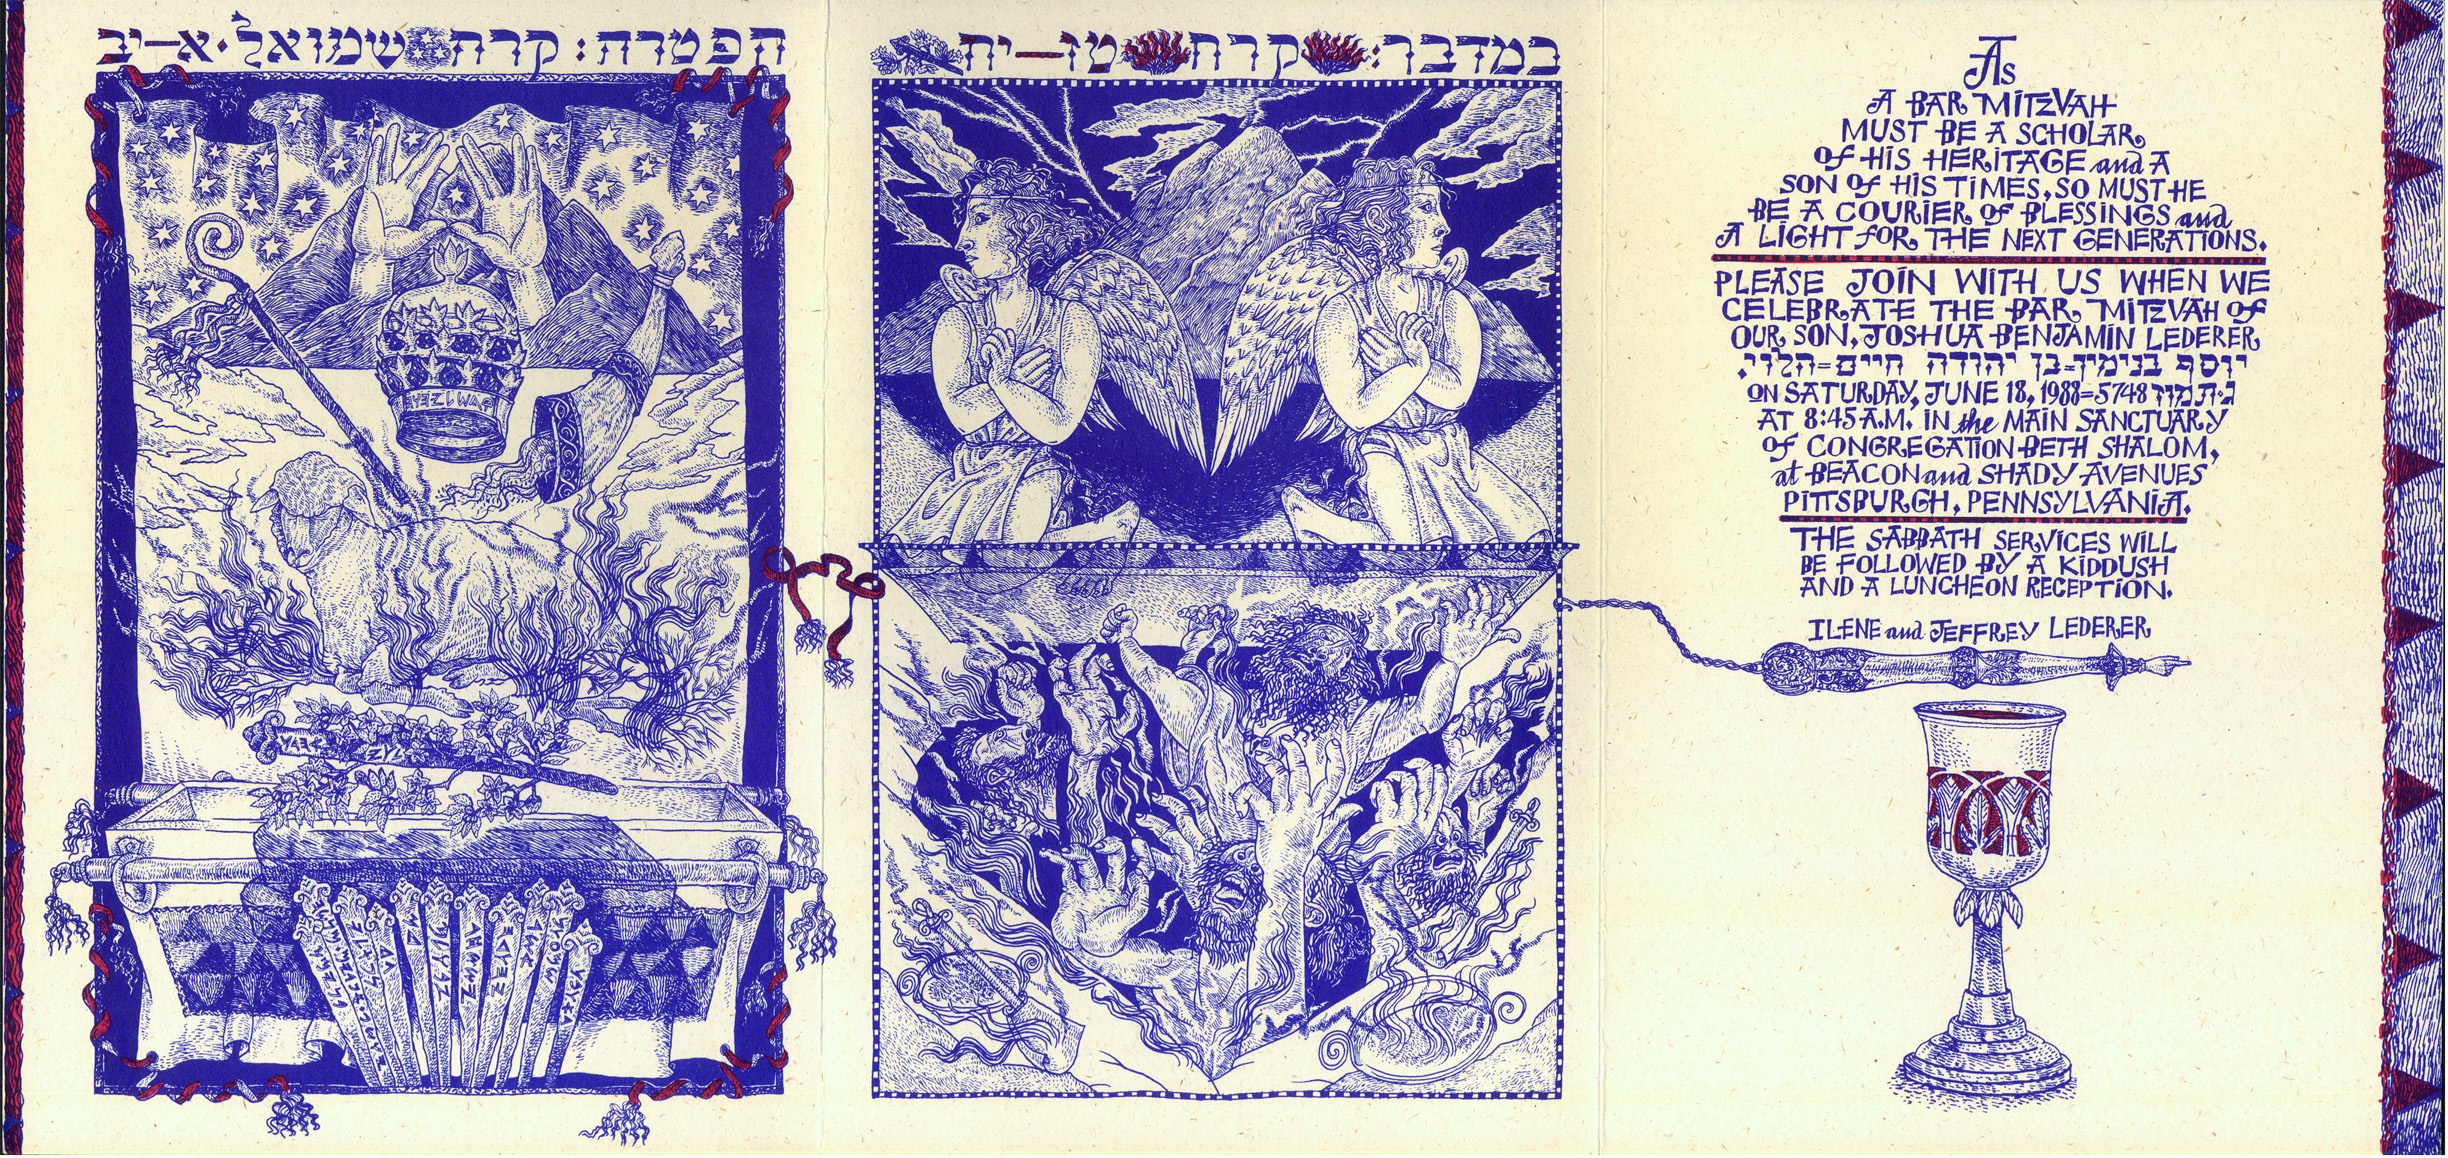 הפטרה: קרח שמואל·א–יב
במדבר: קרח טז–יח
As
A BAR MITZVAH
MUST BE A SCHOLAR
OF HIS HERITAGE and A
SON OF HIS TIMES, SO MUST HE
BE A COURIER OF BLESSINGS and
A LIGHT FOR THE NEXT GENERATIONS.
PLEASE JOIN WITH US WHEN WE
CELEBRATE THE BAR MITZVAH OF
OUR SON, JOSHUA BENJAMIN LEDERER
יוסף בנימין=בן יהודה חיים=הלוי.
ON SATURDAY, JUNE 18, 1988=5748 ג·תמוז
AT 8:45 A.M. IN the MAIN SANCTUARY
OF CONGREGATION BETH SHALOM,
at BEACON and SHADY AVENUES
PITTSBURGH, PENNSYLVANIA.
THE SABBATH SERVICES WILL
BE FOLLOWED BY A KIDDUSH
AND A LUNCHEON RECEPTION.
ILENE and JEFFREY LEDERER